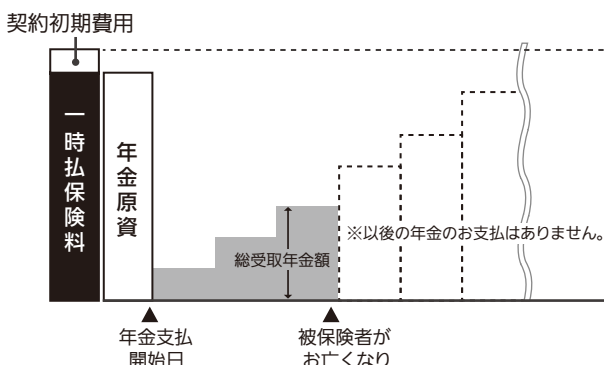 契約初期費用
一時払保険料
年金原資
総受取年金額
※以後の年金のお支払はありません。
年金支払
開始日
被保険者が
お亡くなり